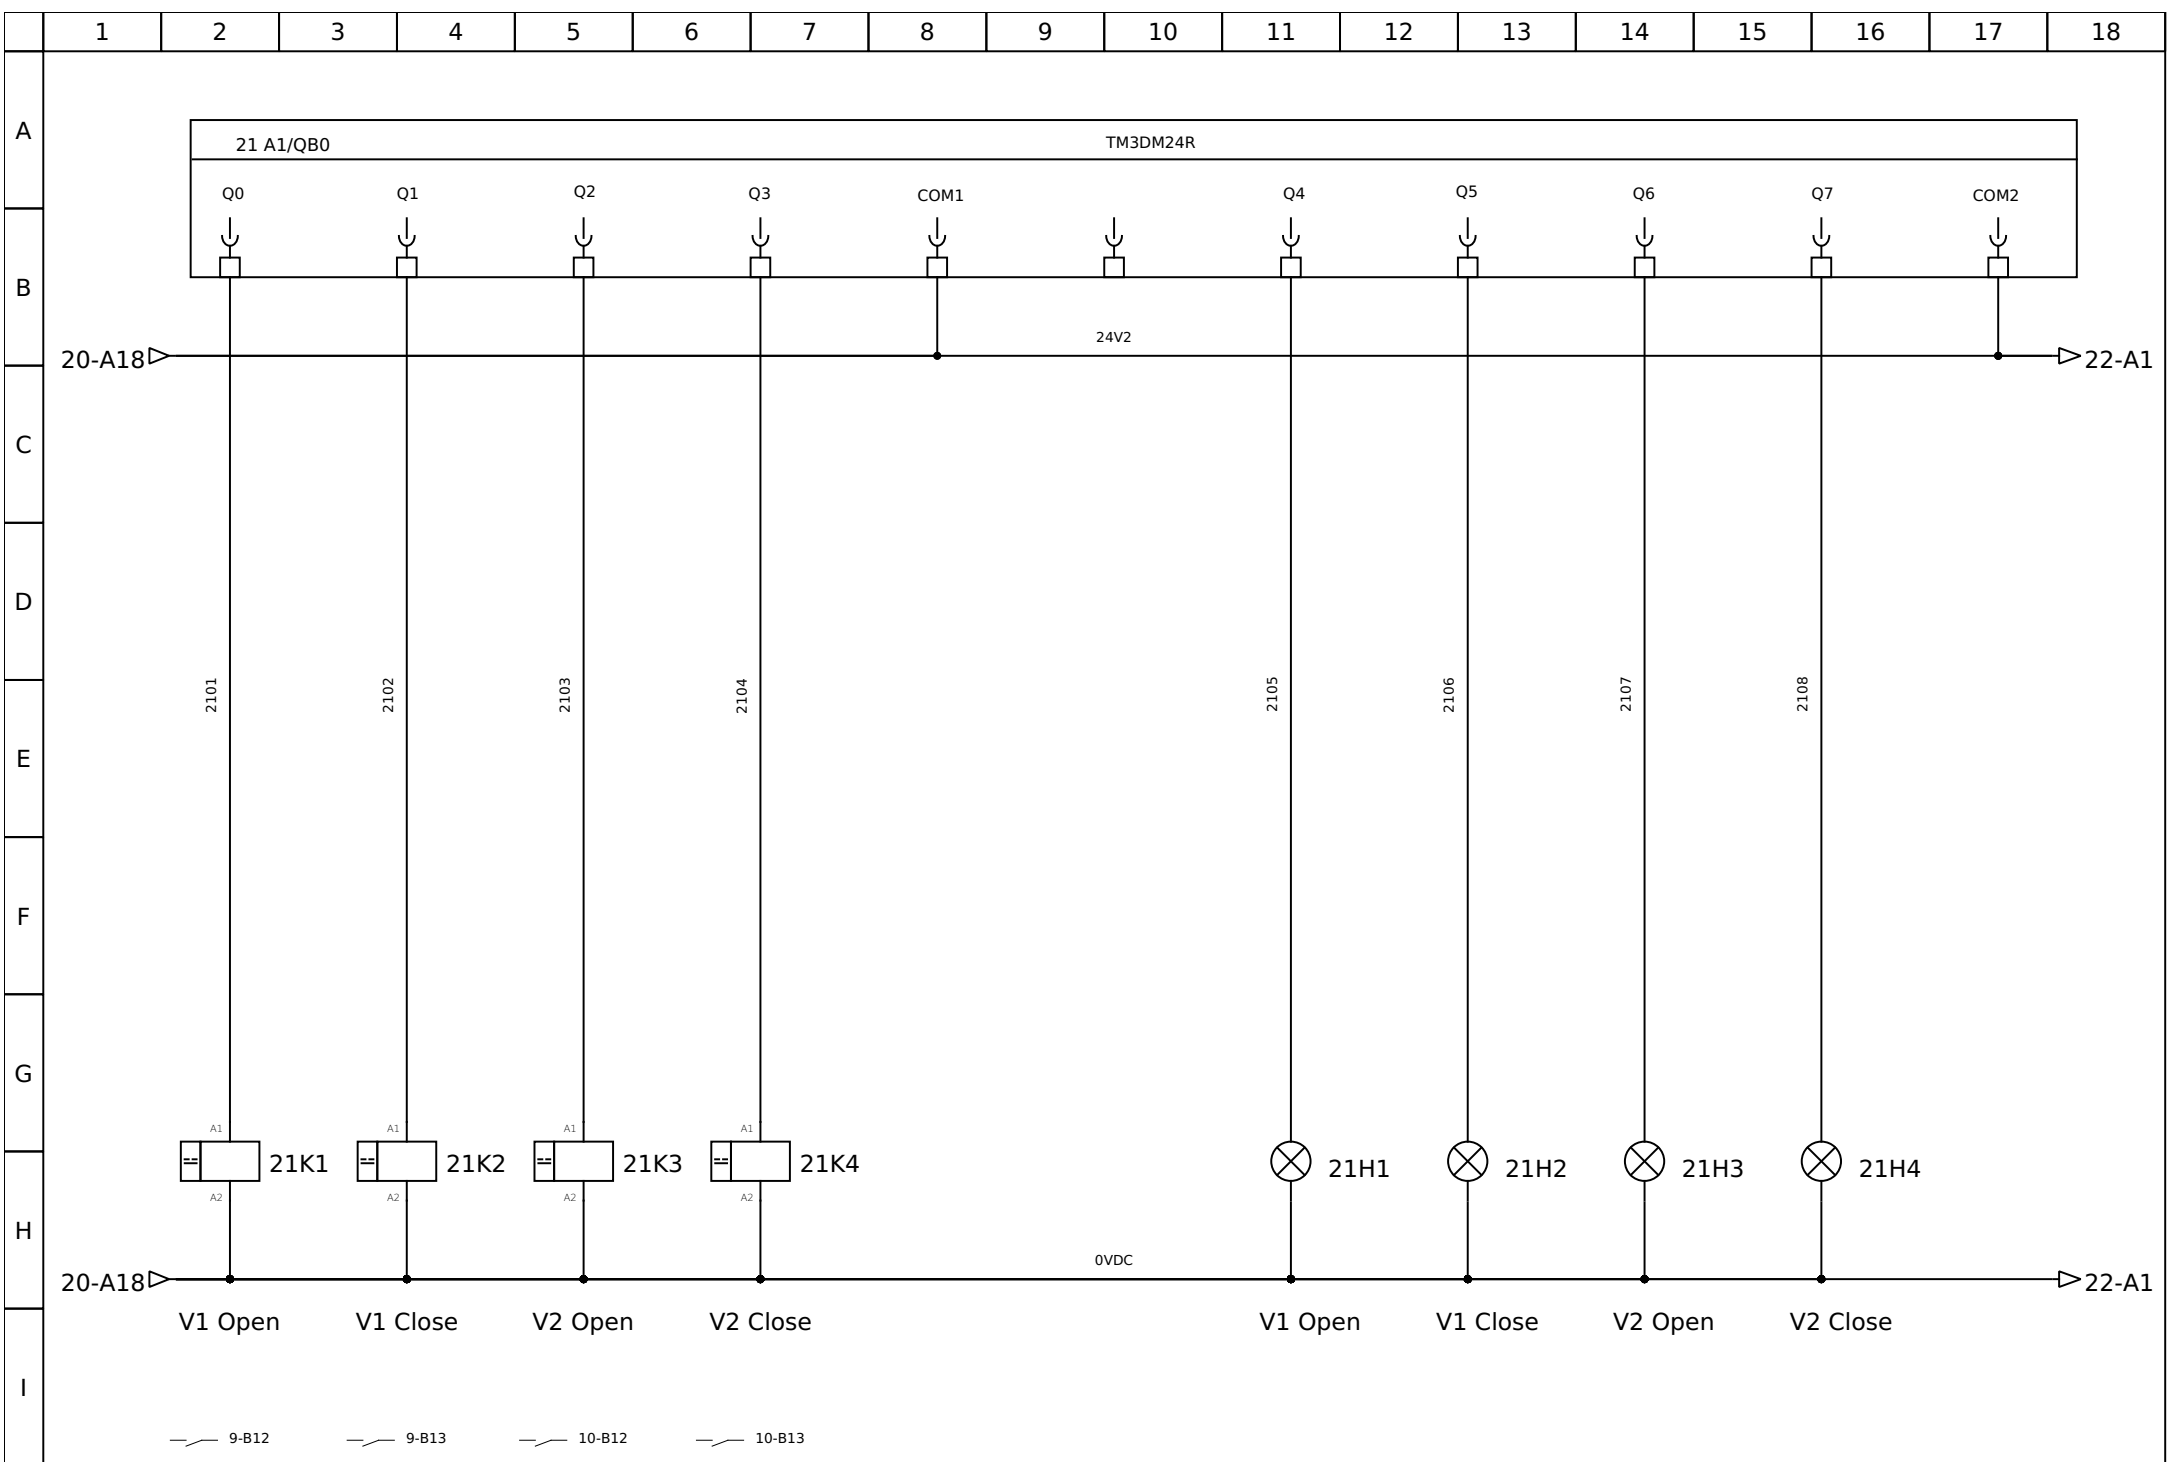 1 2 3 4 5 6 7 8 9 10 11 12 13 14 15 16 17 18
A
21 A1/QB0 TM3DM24R
Q0 Q1 Q2 Q3 COM1 Q4 Q5 Q6 Q7 COM2
B
24V2
20-A18 22-A1
C
D
2101 2102 2103 2104 2105 2106 2107 2108
E
F
G
A1 A1 A1 A1
21K1 21K2 21K3 21K4 21H1 21H2 21H3 21H4
A2 A2 A2 A2
H
0VDC
20-A18 22-A1
V1 Open V1 Close V2 Open V2 Close V1 Open V1 Close V2 Open V2 Close
I
9-B12 9-B13 10-B12 10-B13